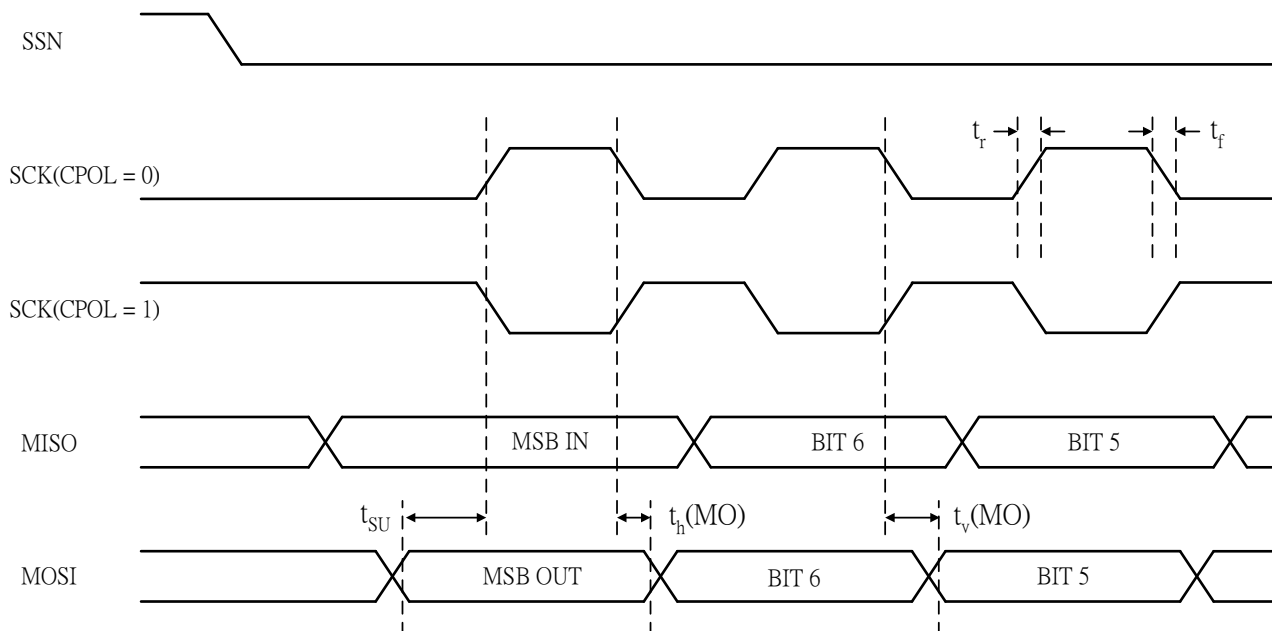 SSN
t_r
t_f
SCK(CPOL = 0)
SCK(CPOL = 1)
MISO
MSB IN
BIT 6
BIT 5
t_SU
t_h(MO)
t_v(MO)
MOSI
MSB OUT
BIT 6
BIT 5